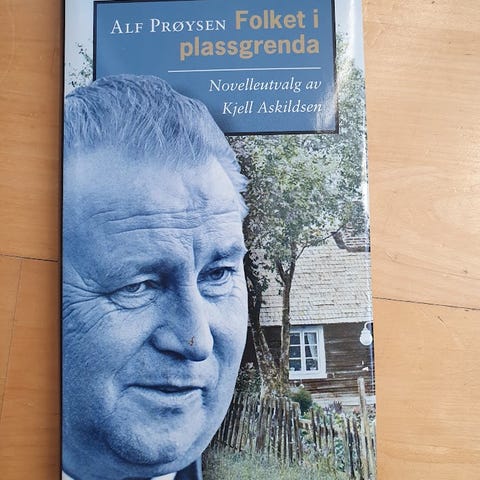 ALF PRØYSEN Folket i
plassgrenda
Novelleutvalg av
Kjell Askildsen